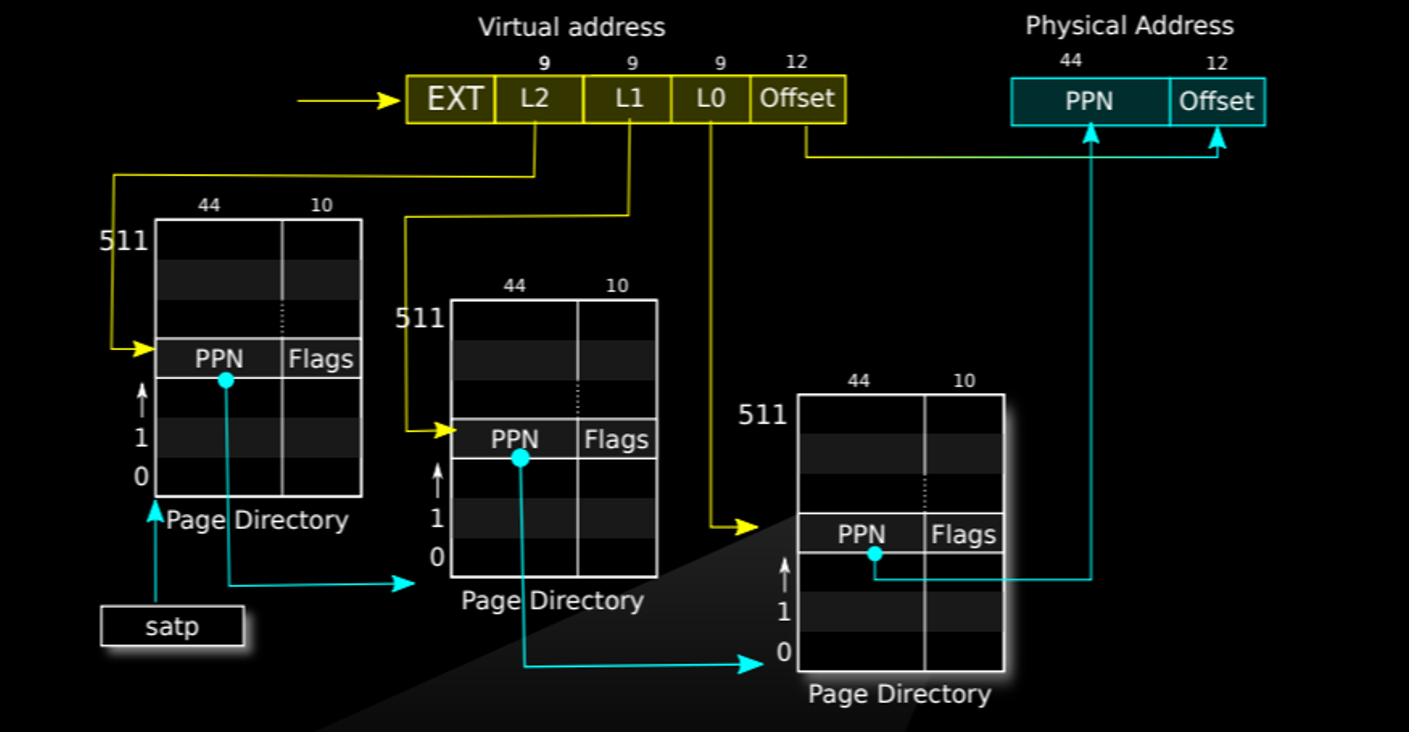 Virtual address
Physical Address
9 9 9 12
44 12
EXT L2 L1 L0 Offset
PPN Offset
44 10
511
PPN Flags
1
0
Page Directory
satp
44 10
511
PPN Flags
1
0
Page Directory
44 10
511
PPN Flags
1
0
Page Directory